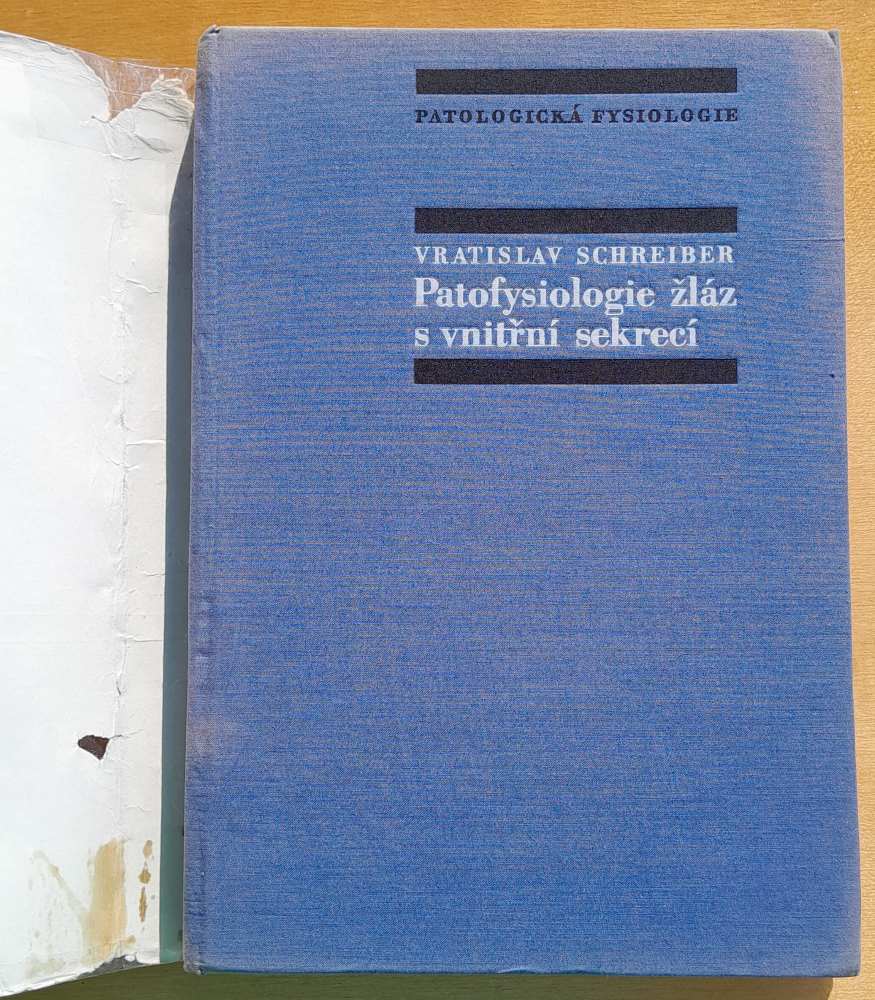 PATOLOGICKÁ FYSIOLOGIE
VRATISLAV SCHREIBER
Patofysiologie žláz
s vnitřní sekrecí